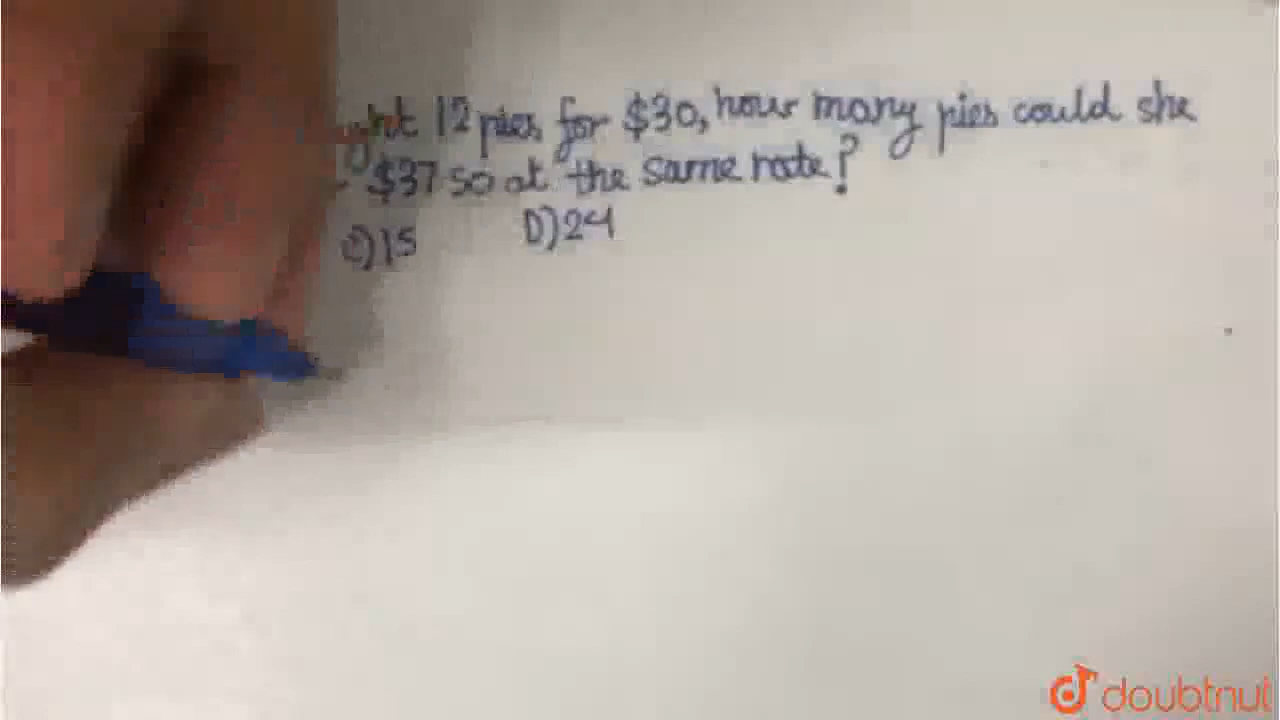 ght 12 pies for $30, how many pies could she
$37 50 at the same rate?
C) 15 D) 24
doubtnut